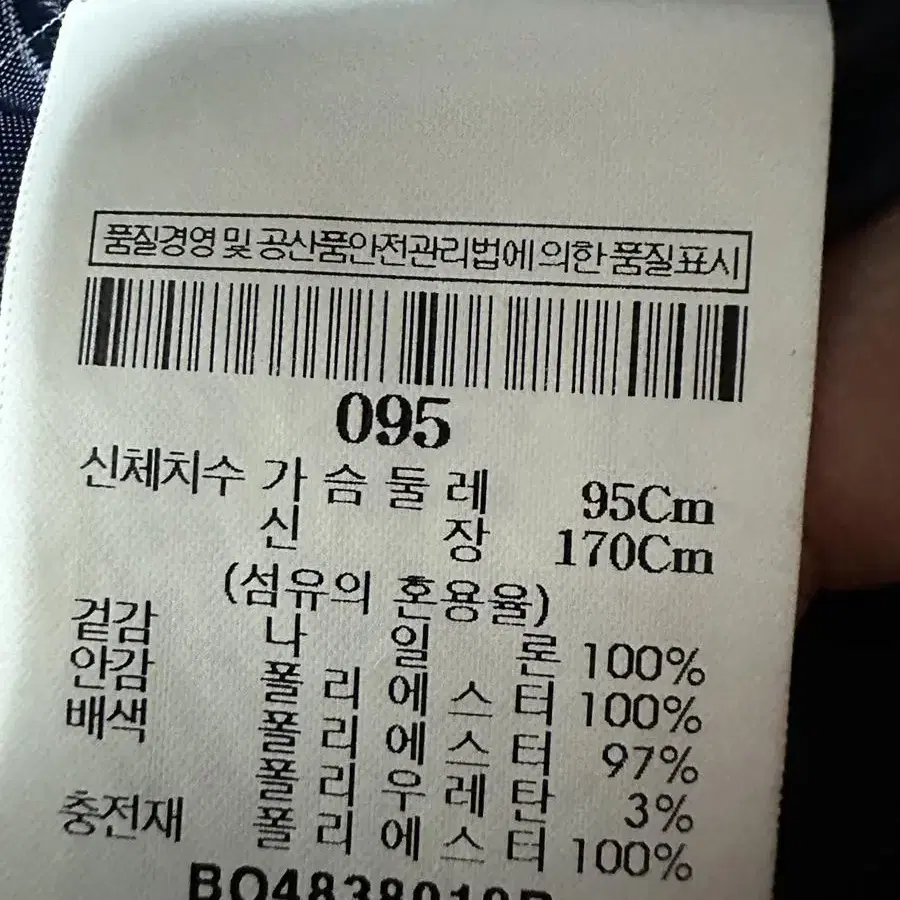 품질경영 및 공산품안전관리법에 의한 품질표시
095
신체치수 가 슴 둘 레 95Cm
신 장 170Cm
(섬유의 혼용율)
겉감 나 일 론 100%
안감 폴 리 에 스 터 100%
배색 폴 리 에 스 터 97%
폴 리 우 레 탄 3%
충전재 폴 리 에 스 터 100%